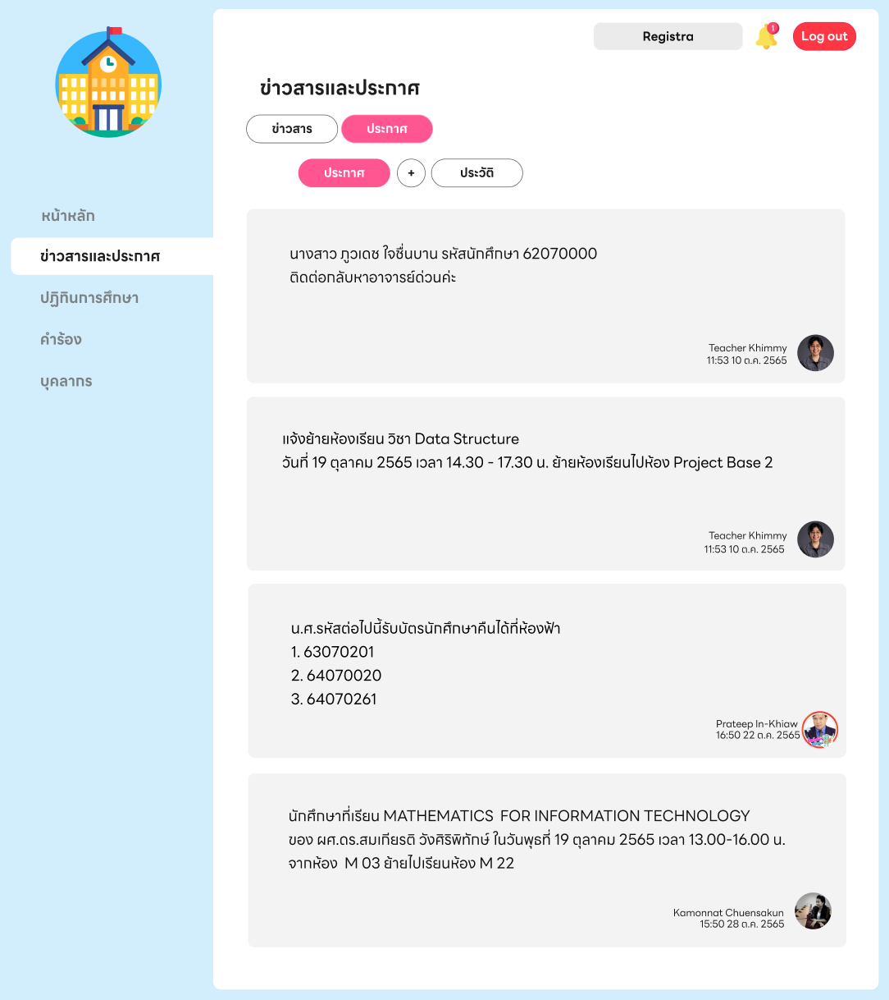 Registra
1
Log out
ข่าวสารและประกาศ
ข่าวสาร
ประกาศ
ประกาศ
+
ประวัติ
หน้าหลัก
ข่าวสารและประกาศ
ปฏิทินการศึกษา
คำร้อง
บุคลากร
นางสาว ภูวเดช ใจชื่นบาน รหัสนักศึกษา 62070000
ติดต่อกลับหาอาจารย์ด่วนค่ะ
Teacher Khimmy
11:53 10 ต.ค. 2565
แจ้งย้ายห้องเรียน วิชา Data Structure
วันที่ 19 ตุลาคม 2565 เวลา 14.30 - 17.30 น. ย้ายห้องเรียนไปห้อง Project Base 2
Teacher Khimmy
11:53 10 ต.ค. 2565
น.ศ.รหัสต่อไปนี้รับบัตรนักศึกษาคืนได้ที่ห้องฟ้า
1. 63070201
2. 64070020
3. 64070261
Prateep In-Khiaw
16:50 22 ต.ค. 2565
นักศึกษาที่เรียน MATHEMATICS  FOR INFORMATION TECHNOLOGY
ของ ผศ.ดร.สมเกียรติ วังศิริพิทักษ์ ในวันพุธที่ 19 ตุลาคม 2565 เวลา 13.00-16.00 น.
จากห้อง  M 03 ย้ายไปเรียนห้อง M 22
Kamonnat Chuensakun
15:50 28 ต.ค. 2565